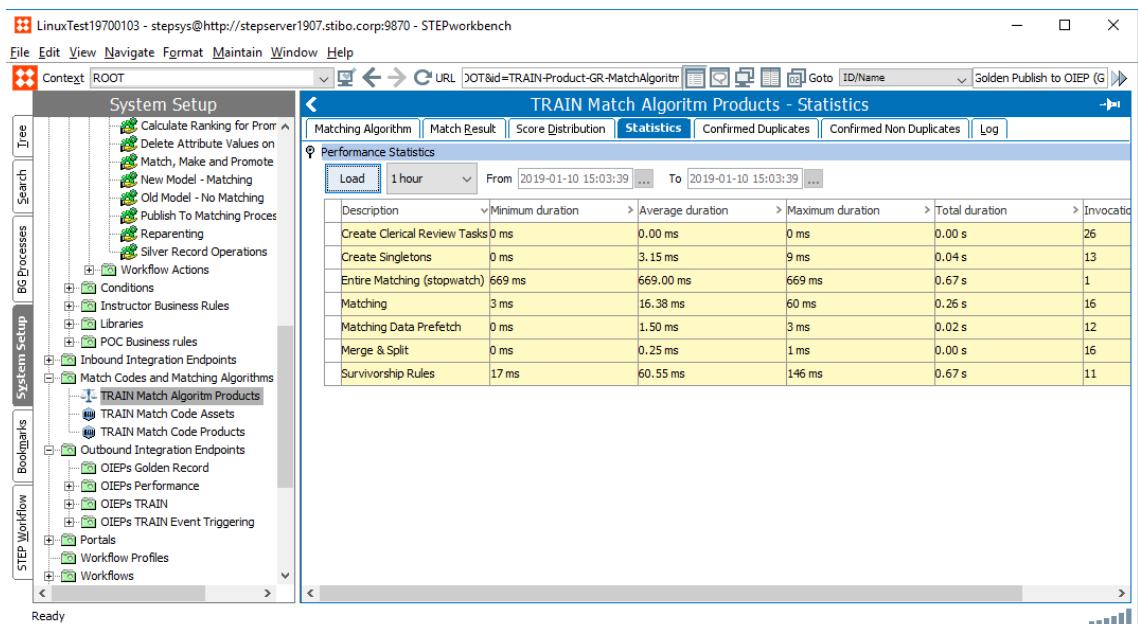 LinuxTest19700103 - stepsys@http://stepserver1907.stibo.corp:9870 - STEPworkbench
File Edit View Navigate Format Maintain Window Help
Context ROOT URL OOT&id=TRAIN-Product-GR-MatchAlgoritm Goto ID/Name Golden Publish to OIEP (G
System Setup
TRAIN Match Algoritm Products - Statistics
Tree
Search
BG Processes
System Setup
Bookmarks
STEP Workflow
Calculate Ranking for Prom
Delete Attribute Values on
Match, Make and Promote
New Model - Matching
Old Model - No Matching
Publish To Matching Proces
Reparenting
Silver Record Operations
Workflow Actions
Conditions
Instructor Business Rules
Libraries
POC Business rules
Inbound Integration Endpoints
Match Codes and Matching Algorithms
TRAIN Match Algoritm Products
TRAIN Match Code Assets
TRAIN Match Code Products
Outbound Integration Endpoints
OIEPs Golden Record
OIEPs Performance
OIEPs TRAIN
OIEPs TRAIN Event Triggering
Portals
Workflow Profiles
Workflows
Matching Algorithm Match Result Score Distribution Statistics Confirmed Duplicates Confirmed Non Duplicates Log
Performance Statistics
Load 1 hour From 2019-01-10 15:03:39 ... To 2019-01-10 15:03:39 ...
Description Minimum duration Average duration Maximum duration Total duration Invocatio
Create Clerical Review Tasks 0 ms 0.00 ms 0 ms 0.00 s 26
Create Singletons 0 ms 3.15 ms 9 ms 0.04 s 13
Entire Matching (stopwatch) 669 ms 669.00 ms 669 ms 0.67 s 1
Matching 3 ms 16.38 ms 60 ms 0.26 s 16
Matching Data Prefetch 0 ms 1.50 ms 3 ms 0.02 s 12
Merge & Split 0 ms 0.25 ms 1 ms 0.00 s 16
Survivorship Rules 17 ms 60.55 ms 146 ms 0.67 s 11
Ready